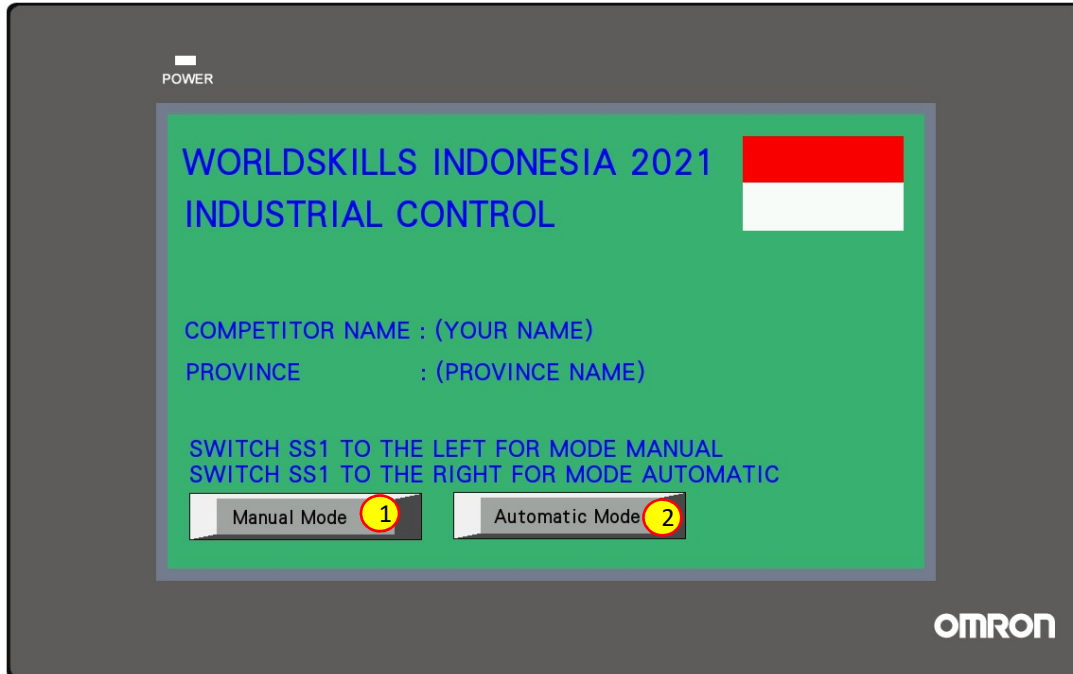 POWER
WORLDSKILLS INDONESIA 2021
INDUSTRIAL CONTROL
COMPETITOR NAME : (YOUR NAME)
PROVINCE : (PROVINCE NAME)
SWITCH SS1 TO THE LEFT FOR MODE MANUAL
SWITCH SS1 TO THE RIGHT FOR MODE AUTOMATIC
Manual Mode 1 Automatic Mode 2
OMRON